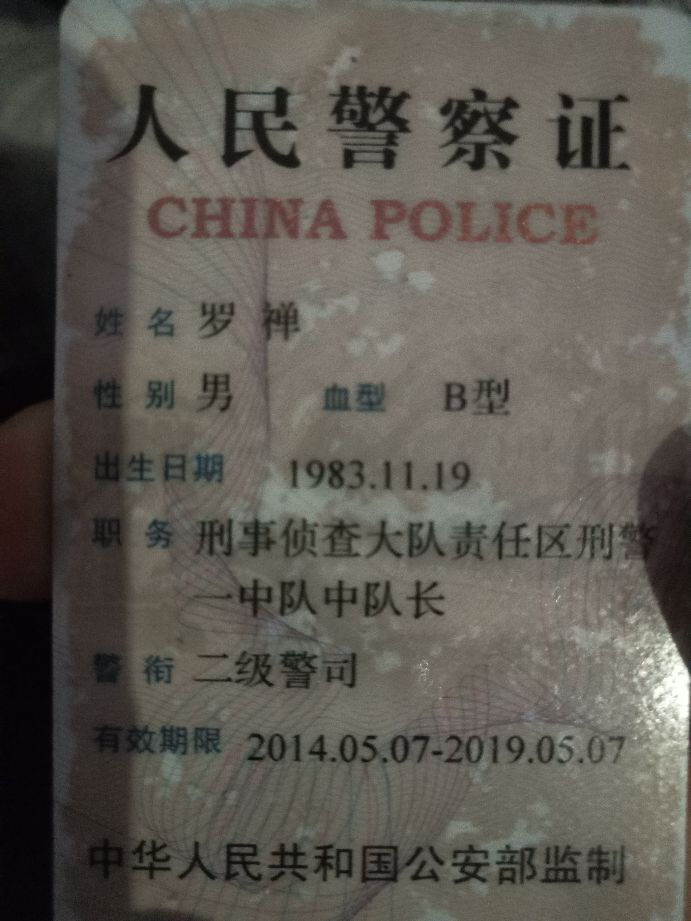 人民警察证
CHINA POLICE
姓 名 罗 禅
性 别 男 血型 B型
出生日期 1983.11.19
职 务 刑事侦查大队责任区刑警
一中队中队长
警 衔 二级警司
有效期限 2014.05.07-2019.05.07
中华人民共和国公安部监制